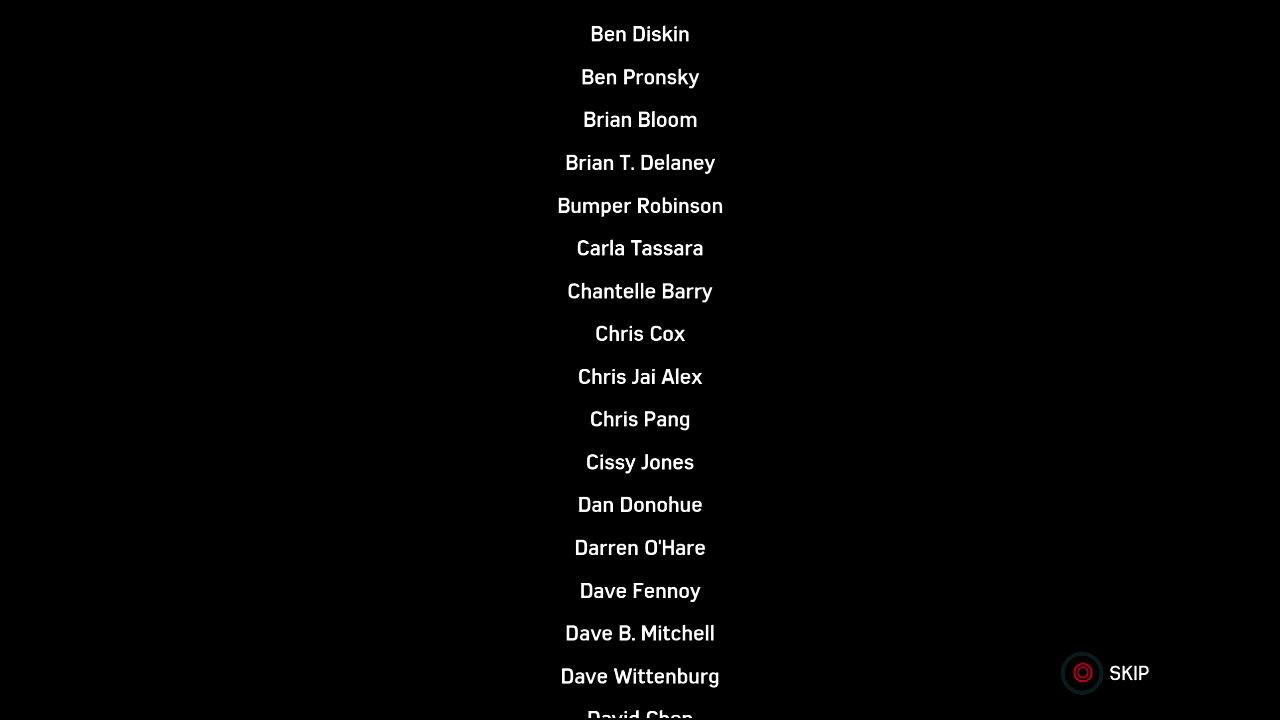 Ben Diskin
Ben Pronsky
Brian Bloom
Brian T. Delaney
Bumper Robinson
Carla Tassara
Chantelle Barry
Chris Cox
Chris Jai Alex
Chris Pang
Cissy Jones
Dan Donohue
Darren O'Hare
Dave Fennoy
Dave B. Mitchell
Dave Wittenburg
SKIP
David